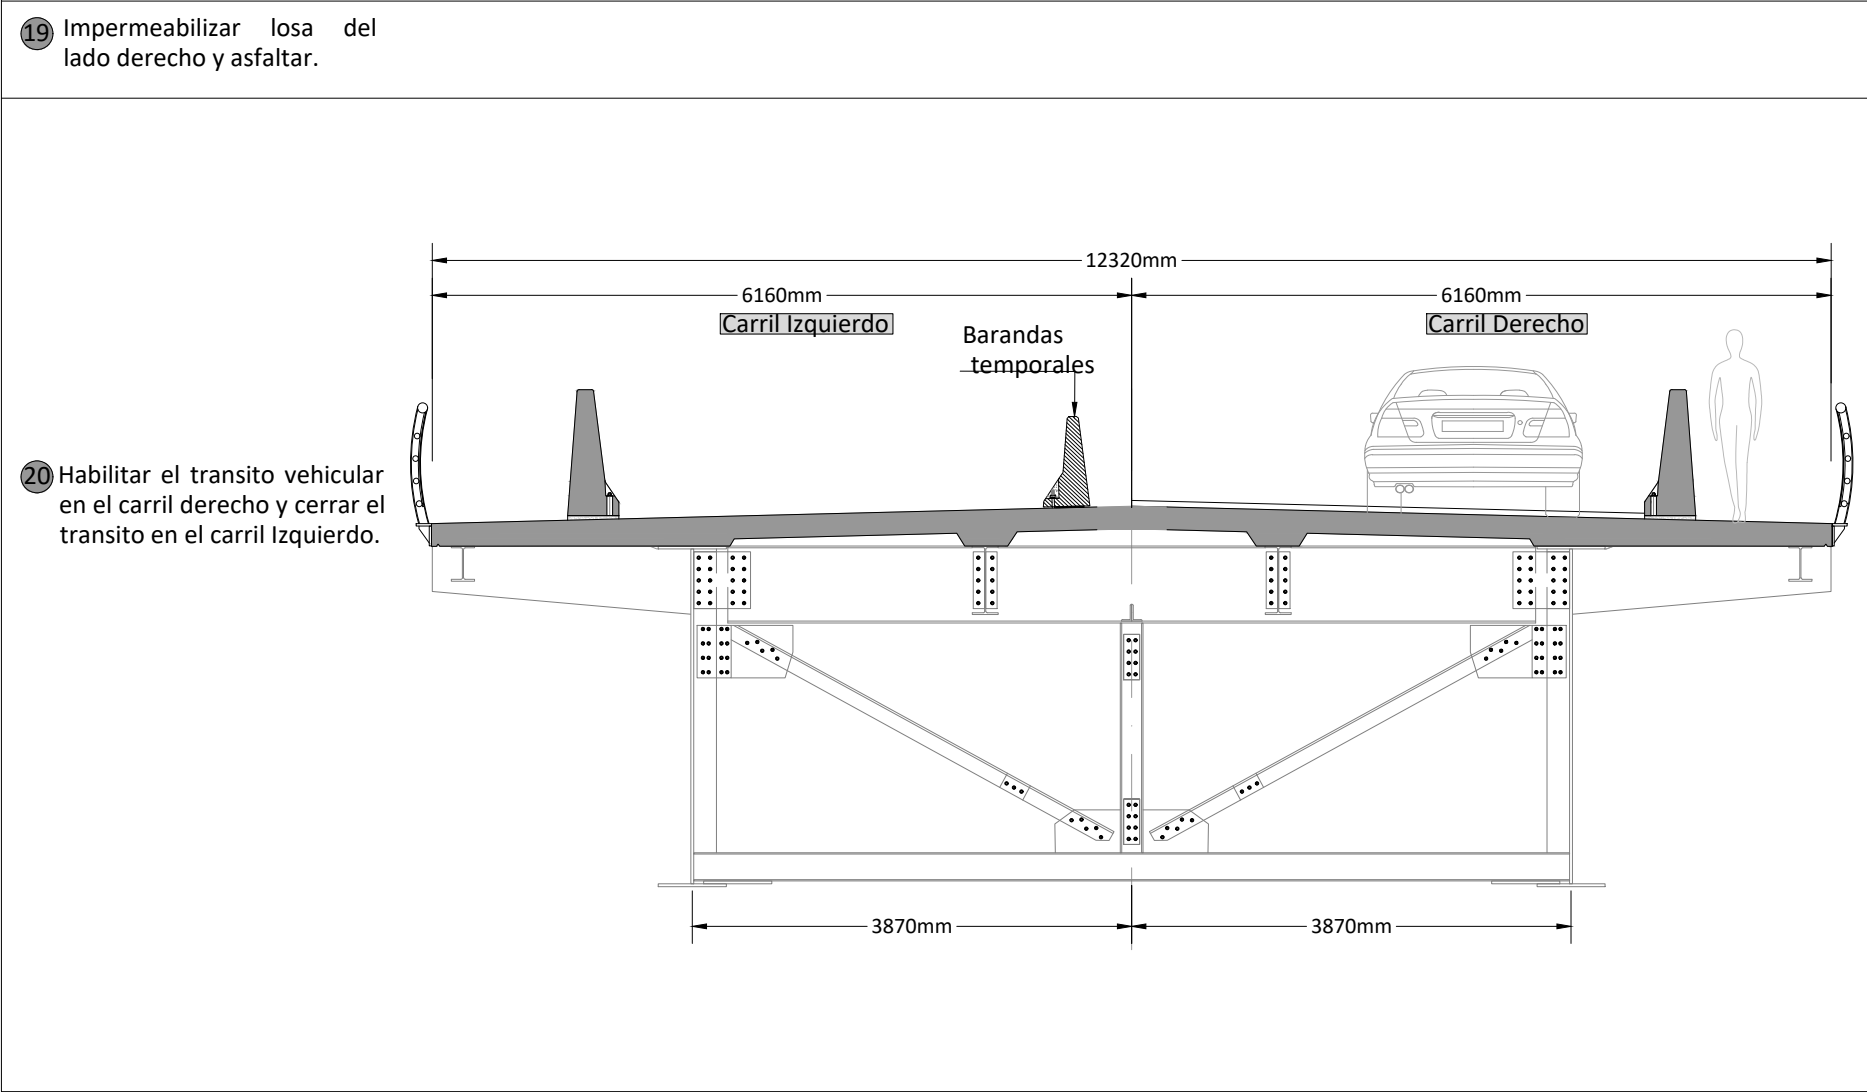 19 Impermeabilizar losa del
lado derecho y asfaltar.
12320mm
6160mm 6160mm
Carril Izquierdo Carril Derecho
Barandas
temporales
20 Habilitar el transito vehicular
en el carril derecho y cerrar el
transito en el carril Izquierdo.
3870mm 3870mm